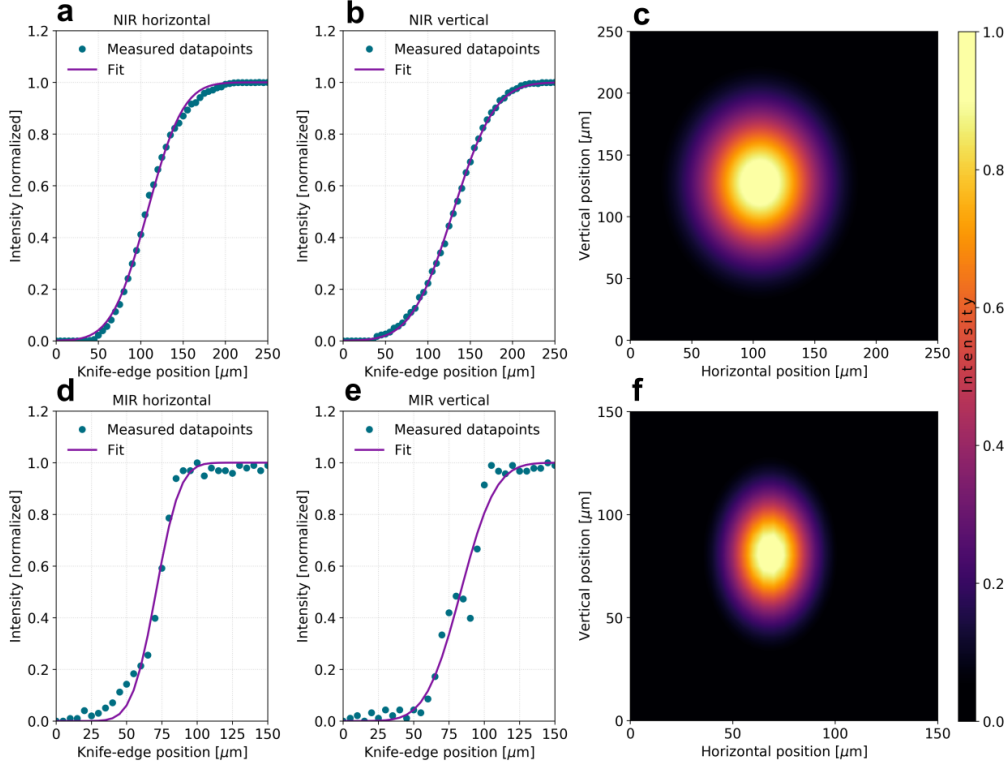 a
NIR horizontal
1.2
1.0
0.8
0.6
0.4
0.2
0.0
Intensity [normalized]
Measured datapoints
Fit
0
50
100
150
200
250
Knife-edge position [μm]
b
NIR vertical
1.2
1.0
0.8
0.6
0.4
0.2
0.0
Intensity [normalized]
Measured datapoints
Fit
0
50
100
150
200
250
Knife-edge position [μm]
c
250
200
150
100
50
0
Vertical position [μm]
0
50
100
150
200
250
Horizontal position [μm]
1.0
0.8
0.6
0.4
0.2
0.0
Intensity
d
MIR horizontal
1.2
1.0
0.8
0.6
0.4
0.2
0.0
Intensity [normalized]
Measured datapoints
Fit
0
25
50
75
100
125
150
Knife-edge position [μm]
e
MIR vertical
1.2
1.0
0.8
0.6
0.4
0.2
0.0
Intensity [normalized]
Measured datapoints
Fit
0
25
50
75
100
125
150
Knife-edge position [μm]
f
150
100
50
0
Vertical position [μm]
0
50
100
150
Horizontal position [μm]